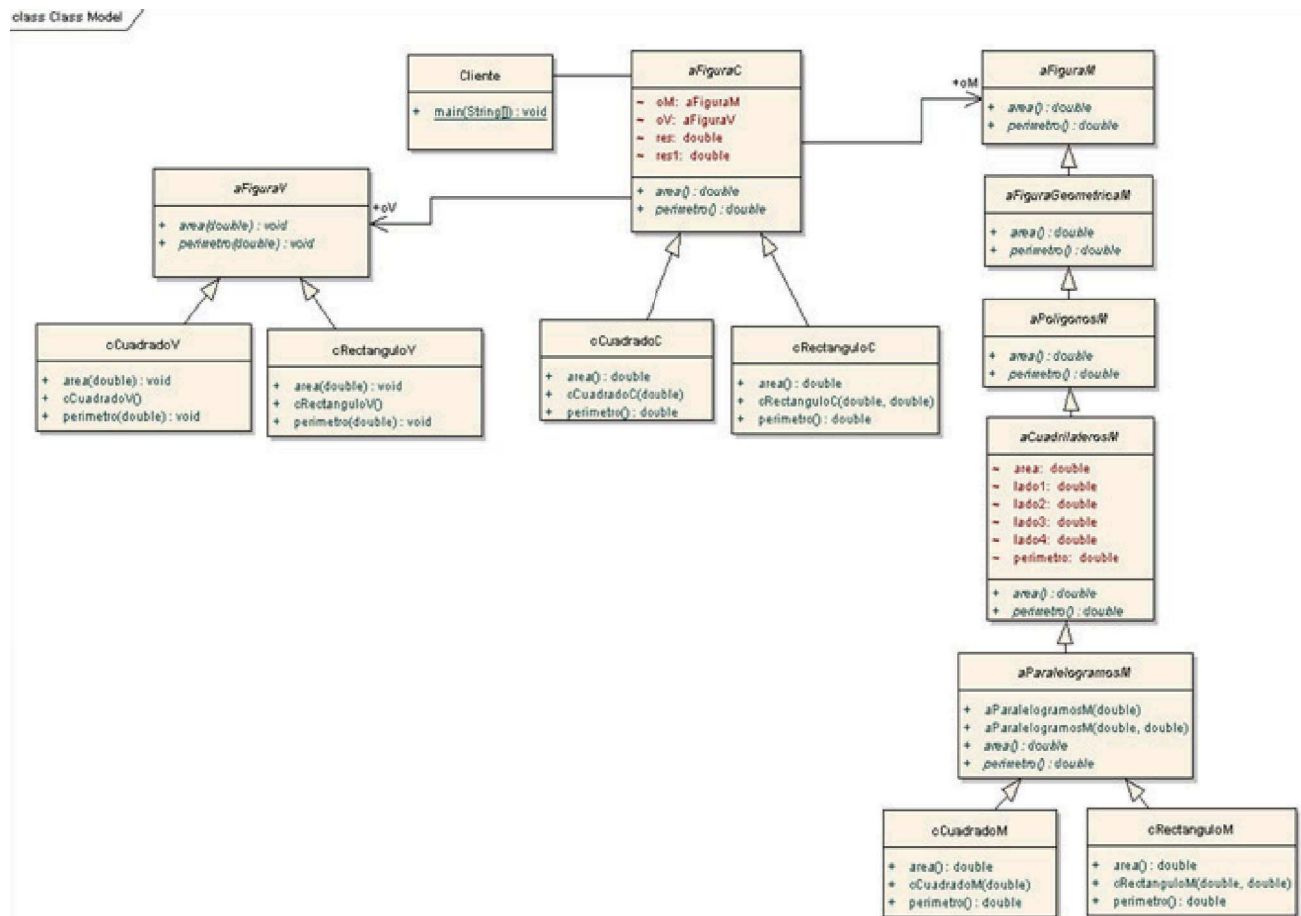 class Class Model
Cliente
+ main(String[]) : void
aFiguraC
~ oM: aFiguraM
~ oV: aFiguraV
~ res: double
~ res1: double
+ area() : double
+ perimetro() : double
+oM
aFiguraM
+ area() : double
+ perimetro() : double
aFiguraV
+ area(double) : void
+ perimetro(double) : void
+oV
aFiguraGeometricaM
+ area() : double
+ perimetro() : double
aPoligonosM
+ area() : double
+ perimetro() : double
cCuadradoV
+ area(double) : void
+ cCuadradoV()
+ perimetro(double) : void
cRectanguloV
+ area(double) : void
+ cRectanguloV()
+ perimetro(double) : void
cCuadradoC
+ area() : double
+ cCuadradoC(double)
+ perimetro() : double
cRectanguloC
+ area() : double
+ cRectanguloC(double, double)
+ perimetro() : double
aCuadrilaterosM
~ area: double
~ lado1: double
~ lado2: double
~ lado3: double
~ lado4: double
~ perimetro: double
+ area() : double
+ perimetro() : double
aParalelogramosM
+ aParalelogramosM(double)
+ aParalelogramosM(double, double)
+ area() : double
+ perimetro() : double
cCuadradoM
+ area() : double
+ cCuadradoM(double)
+ perimetro() : double
cRectanguloM
+ area() : double
+ cRectanguloM(double, double)
+ perimetro() : double